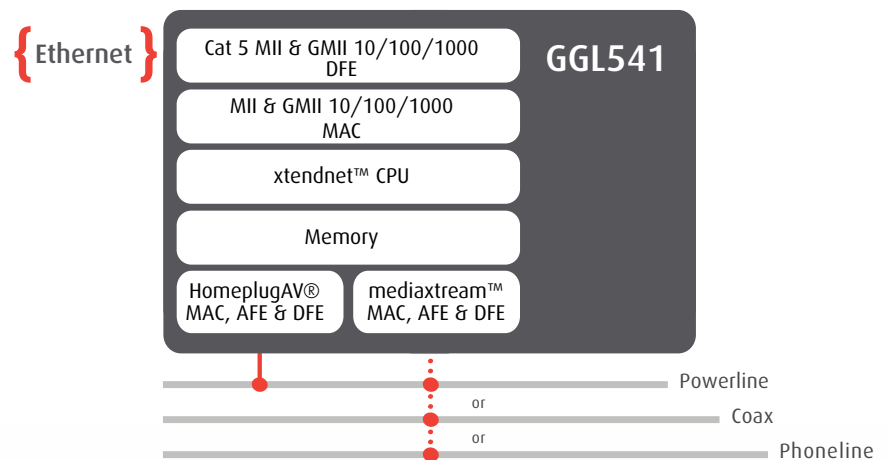 { Ethernet }
Cat 5 MII & GMII 10/100/1000
DFE
GGL541
MII & GMII 10/100/1000
MAC
xtendnet™ CPU
Memory
HomeplugAV®
MAC, AFE & DFE
mediaxtream™
MAC, AFE & DFE
Powerline
or
Coax
or
Phoneline